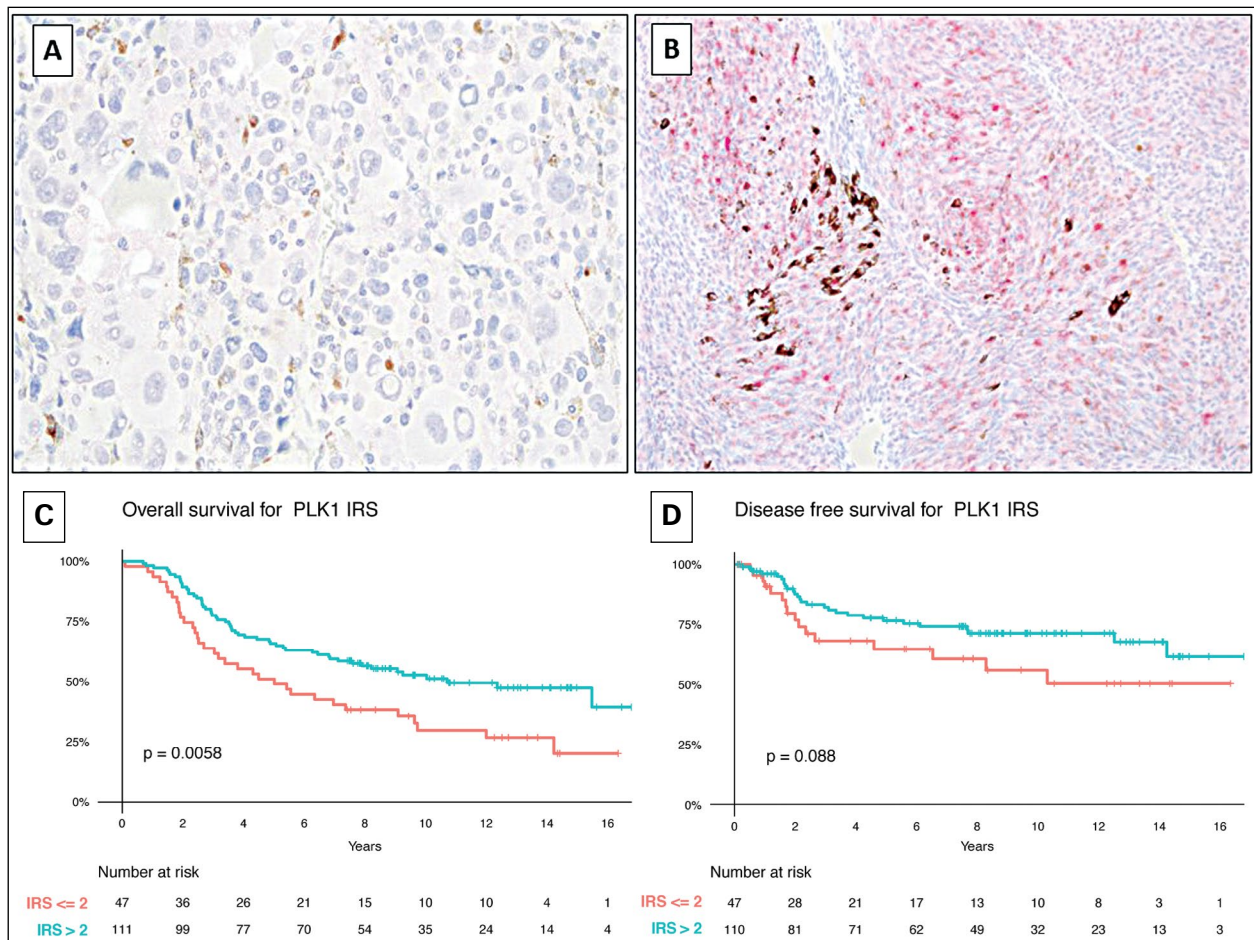 A
B
C
Overall survival for PLK1 IRS
100%
75%
50%
25%
0%
p = 0.0058
0 2 4 6 8 10 12 14 16
Years
Number at risk
IRS <= 2 47 36 26 21 15 10 10 4 1
IRS > 2 111 99 77 70 54 35 24 14 4
D
Disease free survival for PLK1 IRS
100%
75%
50%
25%
0%
p = 0.088
0 2 4 6 8 10 12 14 16
Years
Number at risk
IRS <= 2 47 28 21 17 13 10 8 3 1
IRS > 2 110 81 71 62 49 32 23 13 3